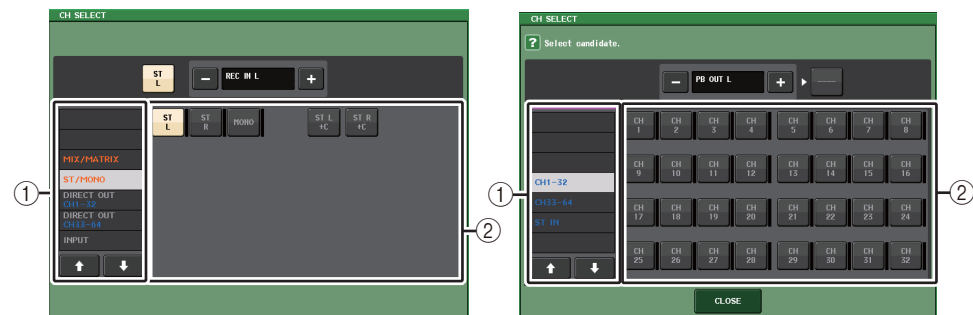 CH SELECT
ST L
−
REC IN L
+
①
MIX/MATRIX
ST/MONO
DIRECT OUT
CH1-32
DIRECT OUT
CH33-64
INPUT
ST L
ST R
MONO
ST L +C
ST R +C
②
CH SELECT
? Select candidate.
−
PB OUT L
+
----
①
CH1-32
CH33-64
ST IN
CH 1 CH 2 CH 3 CH 4 CH 5 CH 6 CH 7 CH 8
CH 9 CH 10 CH 11 CH 12 CH 13 CH 14 CH 15 CH 16
CH 17 CH 18 CH 19 CH 20 CH 21 CH 22 CH 23 CH 24
CH 25 CH 26 CH 27 CH 28 CH 29 CH 30 CH 31 CH 32
②
CLOSE